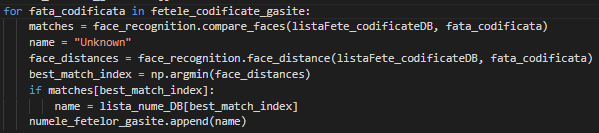 for fata_codificata in fetele_codificate_gasite:
    matches = face_recognition.compare_faces(listaFete_codificateDB, fata_codificata)
    name = "Unknown"
    face_distances = face_recognition.face_distance(listaFete_codificateDB, fata_codificata)
    best_match_index = np.argmin(face_distances)
    if matches[best_match_index]:
        name = lista_nume_DB[best_match_index]
    numele_fetelor_gasite.append(name)